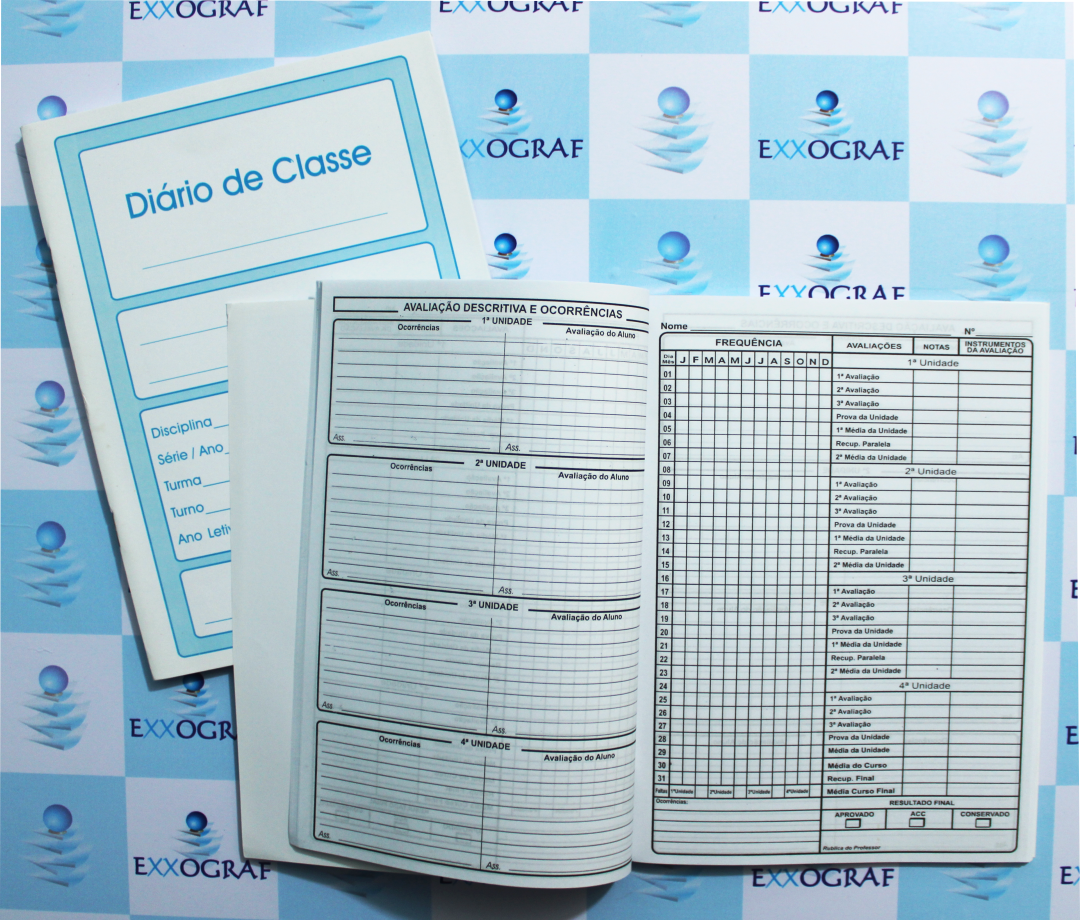 EXXOGRAF
EXXOGRAF
EXXOGRAF
EXXOGRAF
EXXOGRAF
EXXOGRAF
EXXOGRAF
EXXOGRAF
EXXOGRAF
Diário de Classe
Disciplina
Série / Ano
Turma
Turno
AVALIAÇÃO DESCRITIVA E OCORRÊNCIAS
1ª UNIDADE
Ocorrências Avaliação do Aluno
Ass. Ass.
2ª UNIDADE
Ocorrências Avaliação do Aluno
Ass. Ass.
3ª UNIDADE
Ocorrências Avaliação do Aluno
Ass. Ass.
4ª UNIDADE
Ocorrências Avaliação do Aluno
Ass. Ass.
Nome Nº
FREQUÊNCIA AVALIAÇÕES NOTAS INSTRUMENTOS
DA AVALIAÇÃO
Dia
Mês J F M A M J J A S O N D
1ª Unidade
01 1ª Avaliação
02 2ª Avaliação
03 3ª Avaliação
04 Prova da Unidade
05 1ª Média da Unidade
06 Recup. Paralela
07 2ª Média da Unidade
08 2ª Unidade
09 1ª Avaliação
10 2ª Avaliação
11 3ª Avaliação
12 Prova da Unidade
13 1ª Média da Unidade
14 Recup. Paralela
15 2ª Média da Unidade
16 3ª Unidade
17 1ª Avaliação
18 2ª Avaliação
19 3ª Avaliação
20 Prova da Unidade
21 1ª Média da Unidade
22 Recup. Paralela
23 2ª Média da Unidade
24 4ª Unidade
25 1ª Avaliação
26 2ª Avaliação
27 3ª Avaliação
28 Prova da Unidade
29 Média da Unidade
30 Média do Curso
31 Recup. Final
Faltas 1ªUnidade 2ªUnidade 3ªUnidade 4ªUnidade Média Curso Final
Ocorrências: RESULTADO FINAL
APROVADO ACC CONSERVADO
Rubrica do Professor